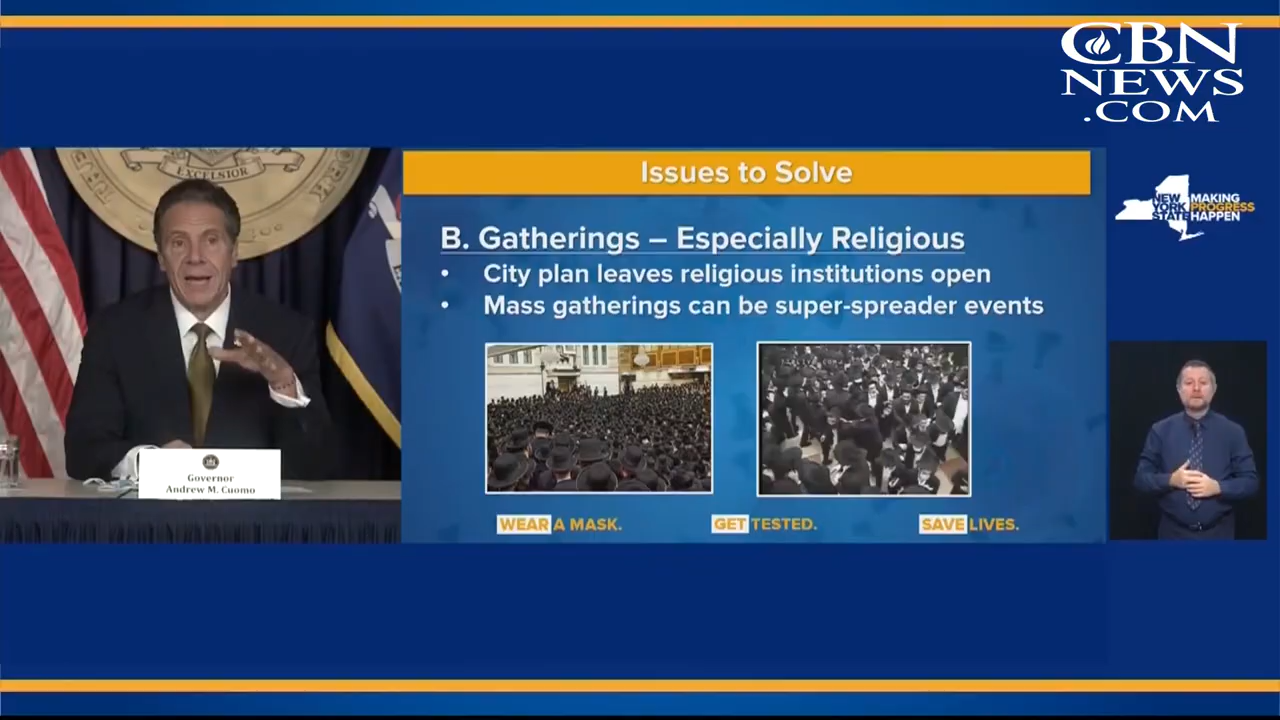 CBN
NEWS
.COM
EXCELSIOR
Issues to Solve
B. Gatherings – Especially Religious
• City plan leaves religious institutions open
• Mass gatherings can be super-spreader events
NEW
YORK
STATE
MAKING
PROGRESS
HAPPEN
Governor
Andrew M. Cuomo
WEAR A MASK.
GET TESTED.
SAVE LIVES.